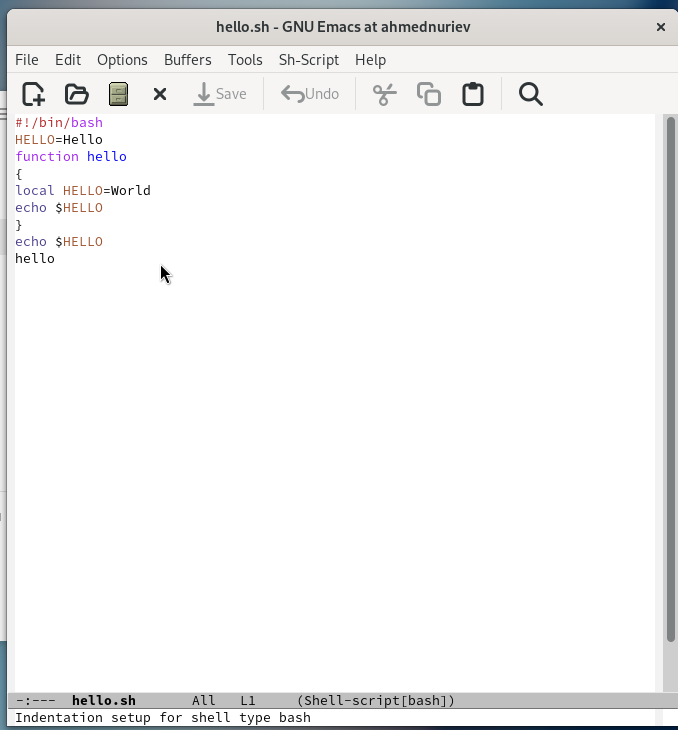 hello.sh - GNU Emacs at ahmednuriev
File Edit Options Buffers Tools Sh-Script Help
Save Undo
#!/bin/bash
HELLO=Hello
function hello
{
local HELLO=World
echo $HELLO
}
echo $HELLO
hello
-:--- hello.sh All L1 (Shell-script[bash])
Indentation setup for shell type bash